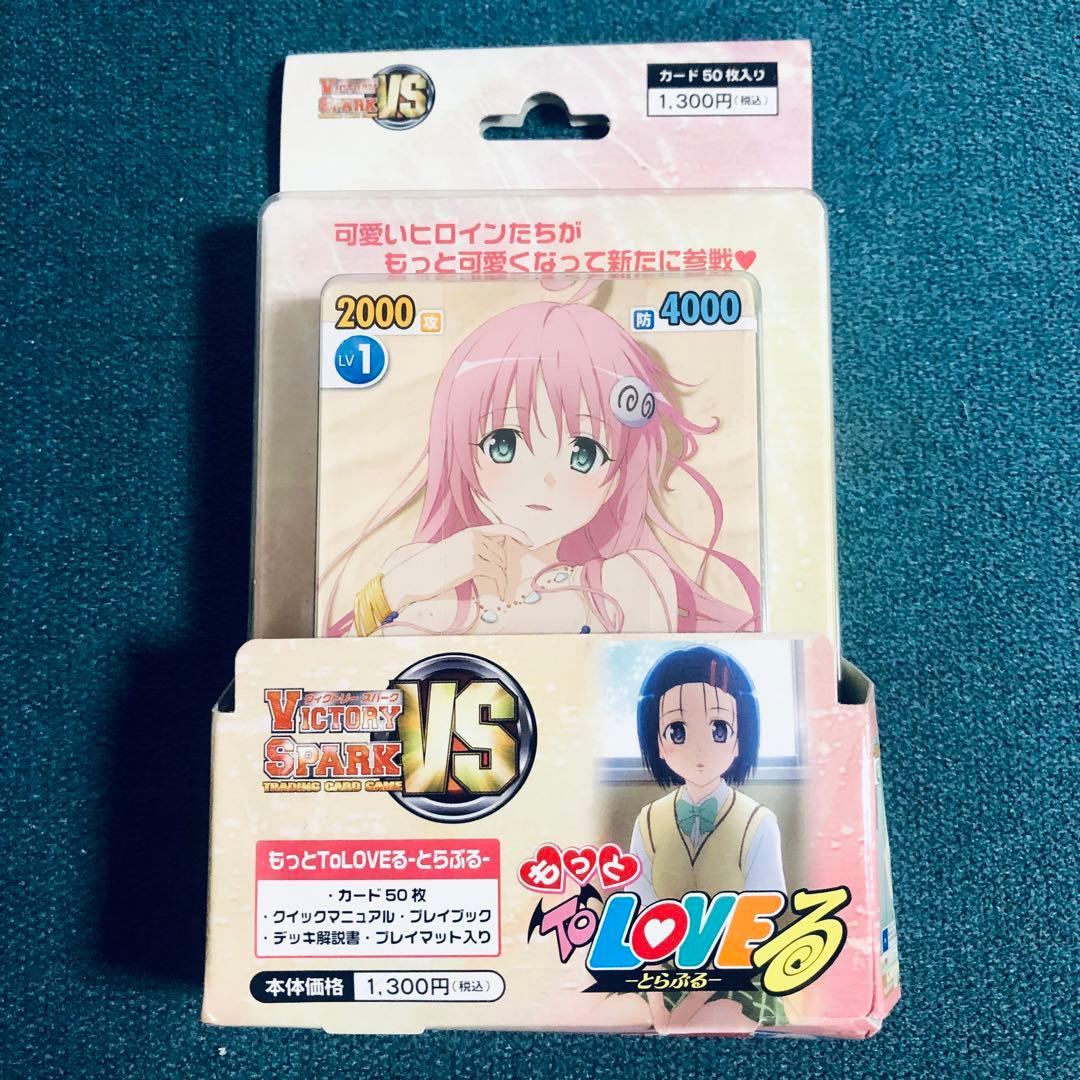 VICTORY SPARK VS
TRADING CARD GAME
カード50枚入り
1,300円(税込)
可愛いヒロインたちが
もっと可愛くなって新たに参戦♥
2000 攻
防 4000
LV 1
ヴィクトリー スパーク
VICTORY
SPARK
VS
TRADING CARD GAME
もっとToLOVEる-とらぶる-
・カード50枚
・クイックマニュアル・プレイブック
・デッキ解説書・プレイマット入り
本体価格 1,300円(税込)
もっと
To LOVEる
-とらぶる-